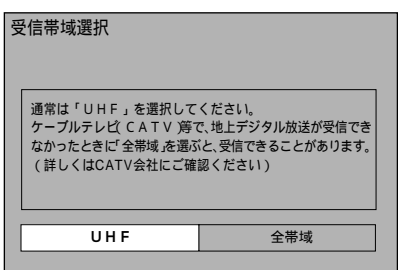 受信帯域選択
通常は「UHF」を選択してください。
ケーブルテレビ(CATV)等で、地上デジタル放送が受信でき
なかったときに「全帯域」を選ぶと、受信できることがあります。
(詳しくはCATV会社にご確認ください)
UHF
全帯域